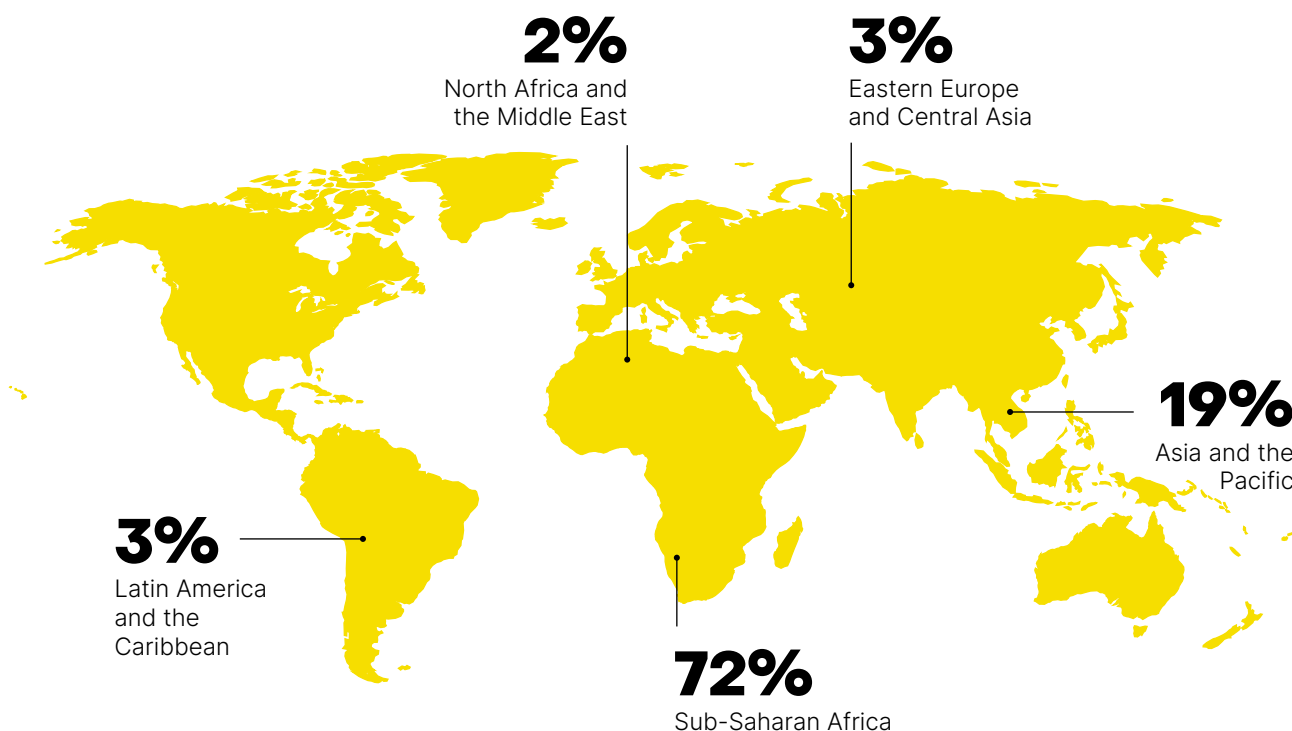 2%
North Africa and
the Middle East
3%
Eastern Europe
and Central Asia
19%
Asia and the
Pacific
3%
Latin America
and the
Caribbean
72%
Sub-Saharan Africa